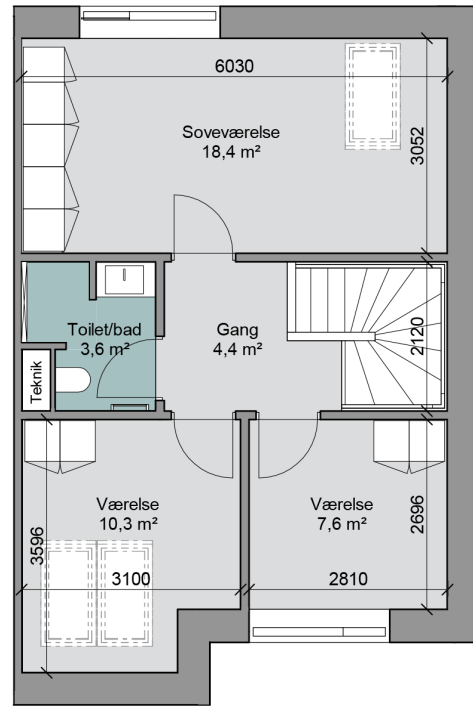 6030
Soveværelse
18,4 m²
3052
Toilet/bad
3,6 m²
Gang
4,4 m²
2120
Teknik
Værelse
10,3 m²
Værelse
7,6 m²
3596
2696
3100
2810